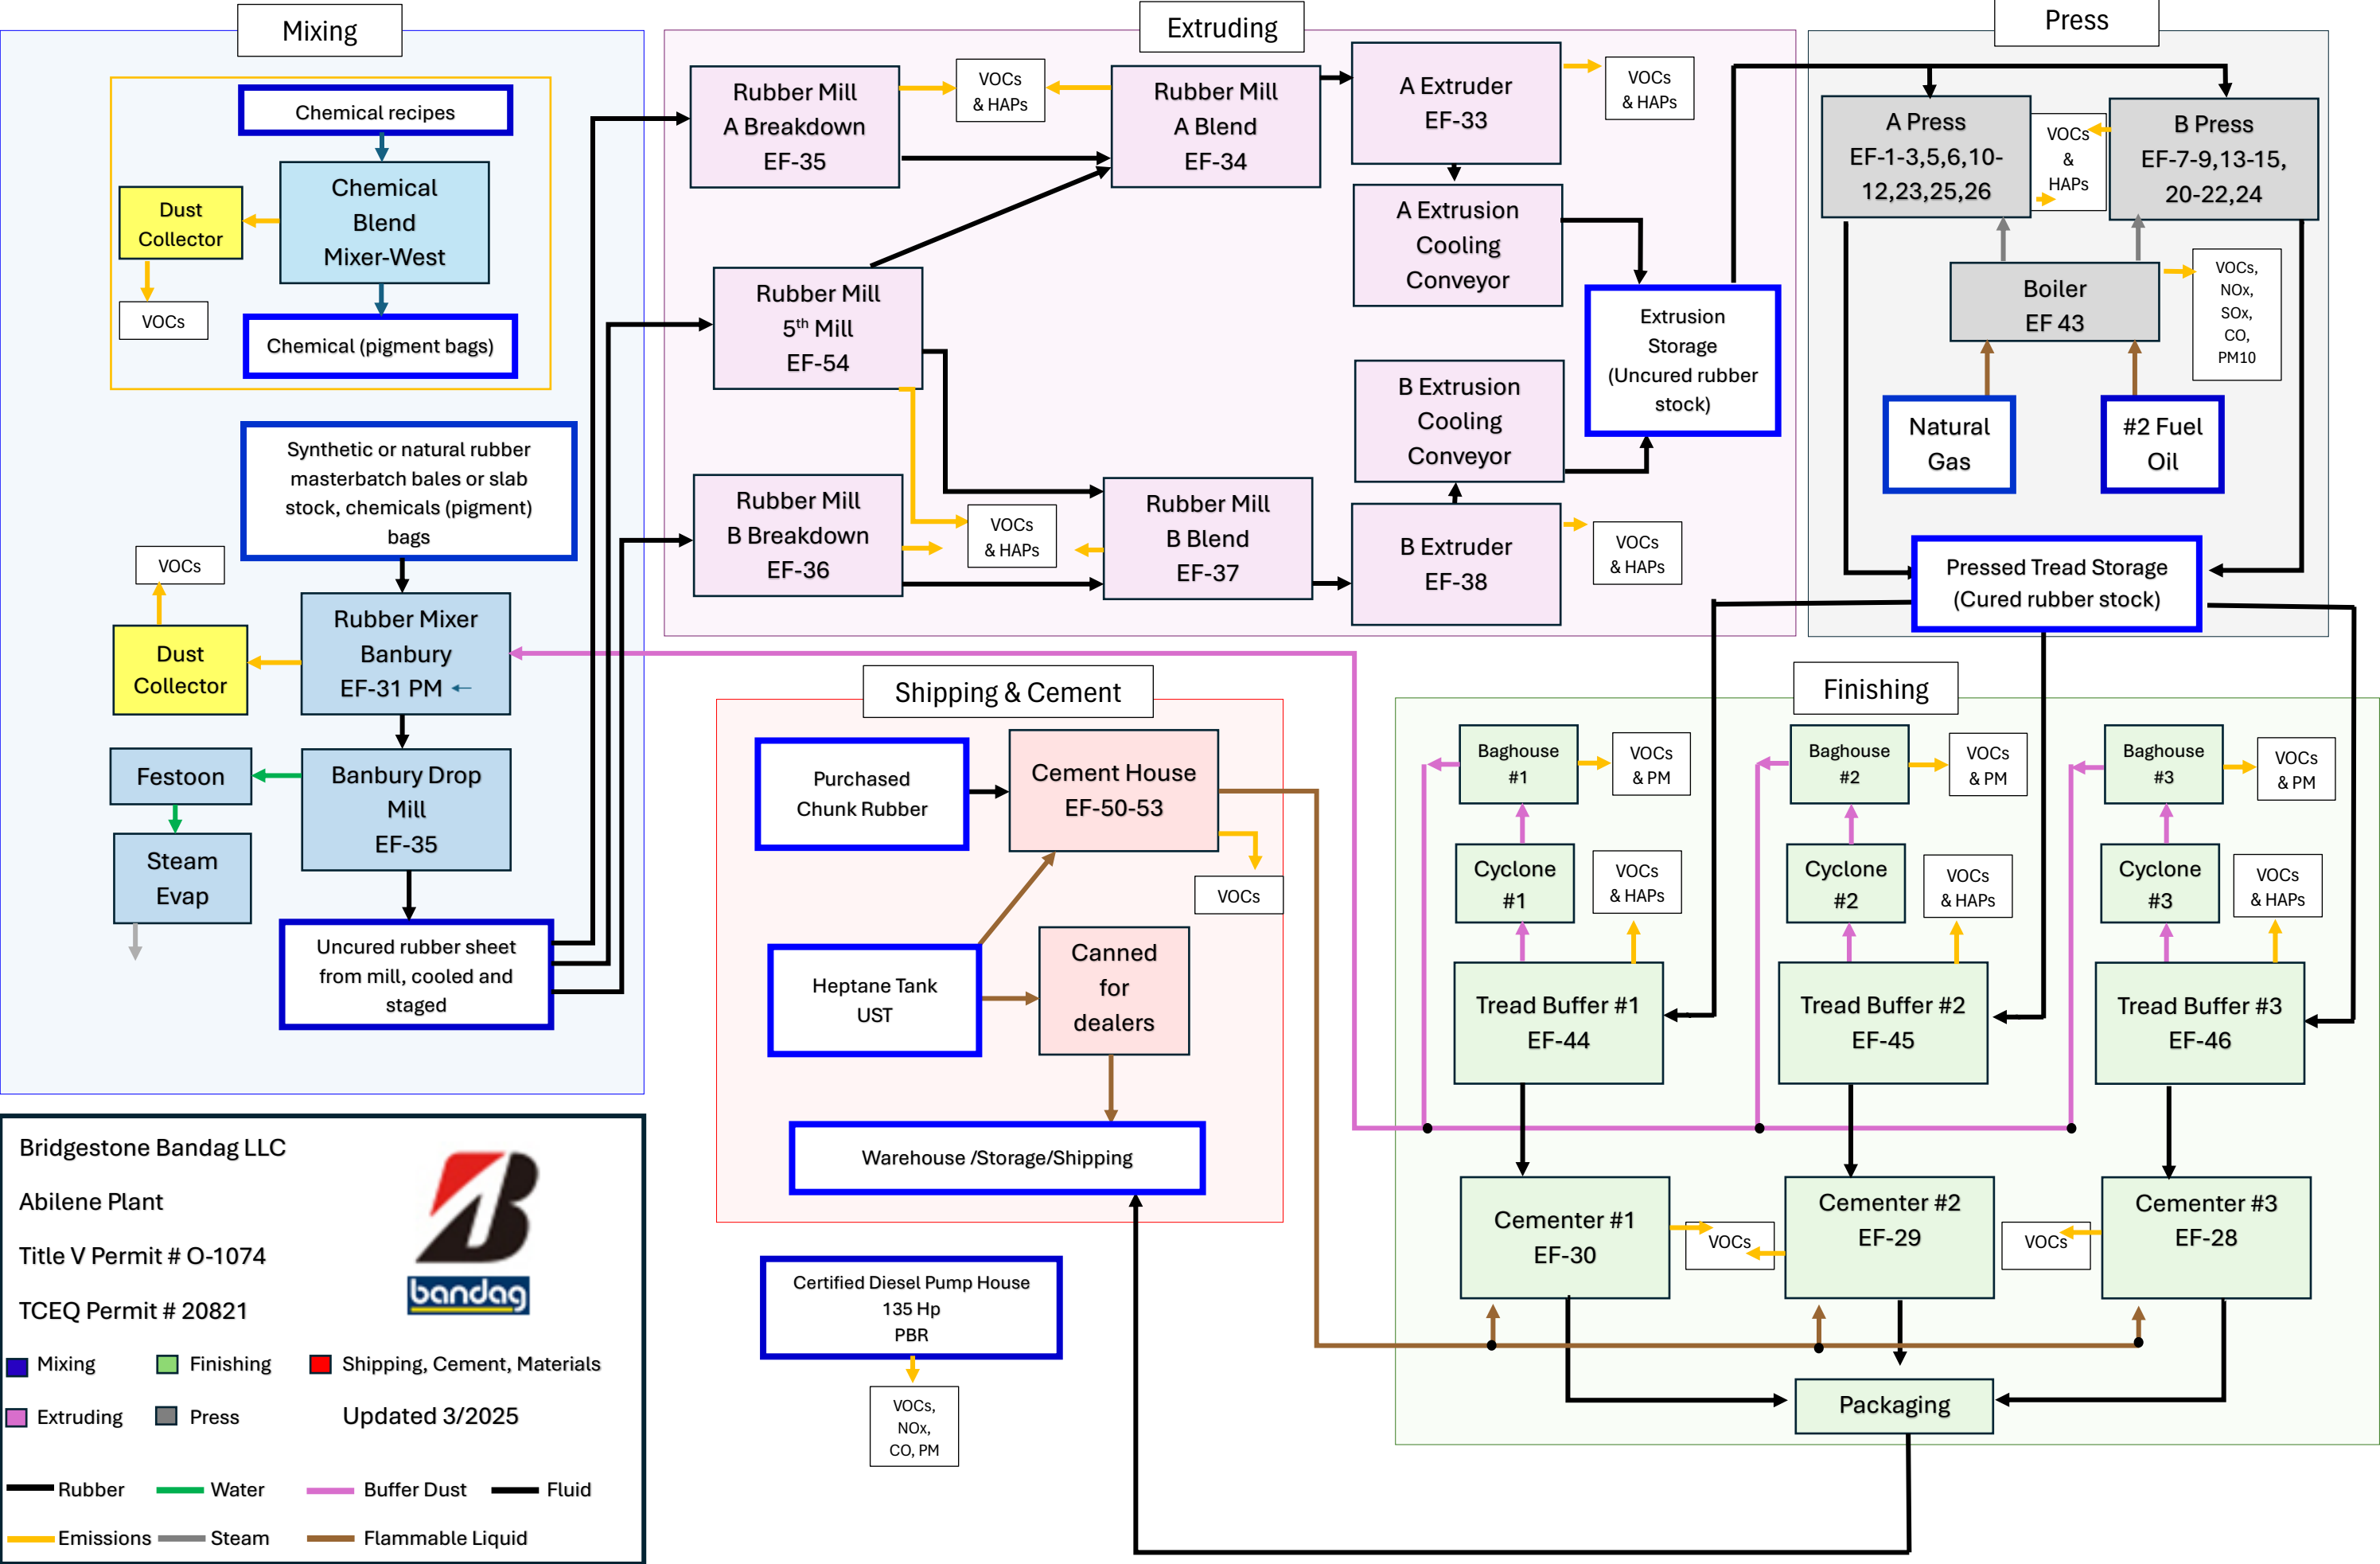 Mixing
Chemical recipes
Chemical
Blend
Mixer-West
Dust
Collector
VOCs
Chemical (pigment bags)
Synthetic or natural rubber
masterbatch bales or slab
stock, chemicals (pigment)
bags
VOCs
Dust
Collector
Rubber Mixer
Banbury
EF-31 PM ←
Festoon
Banbury Drop
Mill
EF-35
Steam
Evap
Uncured rubber sheet
from mill, cooled and
staged
Extruding
Rubber Mill
A Breakdown
EF-35
VOCs
& HAPs
Rubber Mill
A Blend
EF-34
A Extruder
EF-33
VOCs
& HAPs
A Extrusion
Cooling
Conveyor
Rubber Mill
5th Mill
EF-54
Extrusion
Storage
(Uncured rubber
stock)
B Extrusion
Cooling
Conveyor
Rubber Mill
B Breakdown
EF-36
VOCs
& HAPs
Rubber Mill
B Blend
EF-37
B Extruder
EF-38
VOCs
& HAPs
Press
A Press
EF-1-3,5,6,10-
12,23,25,26
VOCs
&
HAPs
B Press
EF-7-9,13-15,
20-22,24
Boiler
EF 43
VOCs,
NOx,
SOx,
CO,
PM10
Natural
Gas
#2 Fuel
Oil
Pressed Tread Storage
(Cured rubber stock)
Shipping & Cement
Purchased
Chunk Rubber
Cement House
EF-50-53
VOCs
Heptane Tank
UST
Canned
for
dealers
Warehouse /Storage/Shipping
Certified Diesel Pump House
135 Hp
PBR
VOCs,
NOx,
CO, PM
Finishing
Baghouse
#1
VOCs
& PM
Baghouse
#2
VOCs
& PM
Baghouse
#3
VOCs
& PM
Cyclone
#1
VOCs
& HAPs
Cyclone
#2
VOCs
& HAPs
Cyclone
#3
VOCs
& HAPs
Tread Buffer #1
EF-44
Tread Buffer #2
EF-45
Tread Buffer #3
EF-46
Cementer #1
EF-30
VOCs
Cementer #2
EF-29
VOCs
Cementer #3
EF-28
Packaging
Bridgestone Bandag LLC
Abilene Plant
Title V Permit # O-1074
TCEQ Permit # 20821
B
bandag
Mixing
Finishing
Shipping, Cement, Materials
Extruding
Press
Updated 3/2025
Rubber
Water
Buffer Dust
Fluid
Emissions
Steam
Flammable Liquid